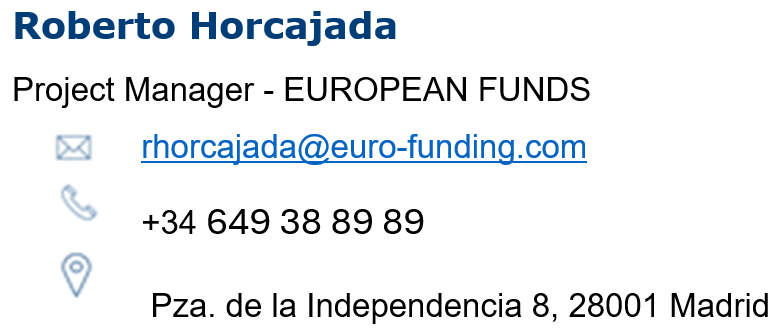 Roberto Horcajada
Project Manager - EUROPEAN FUNDS
rhorcajada@euro-funding.com
+34 649 38 89 89
Pza. de la Independencia 8, 28001 Madrid